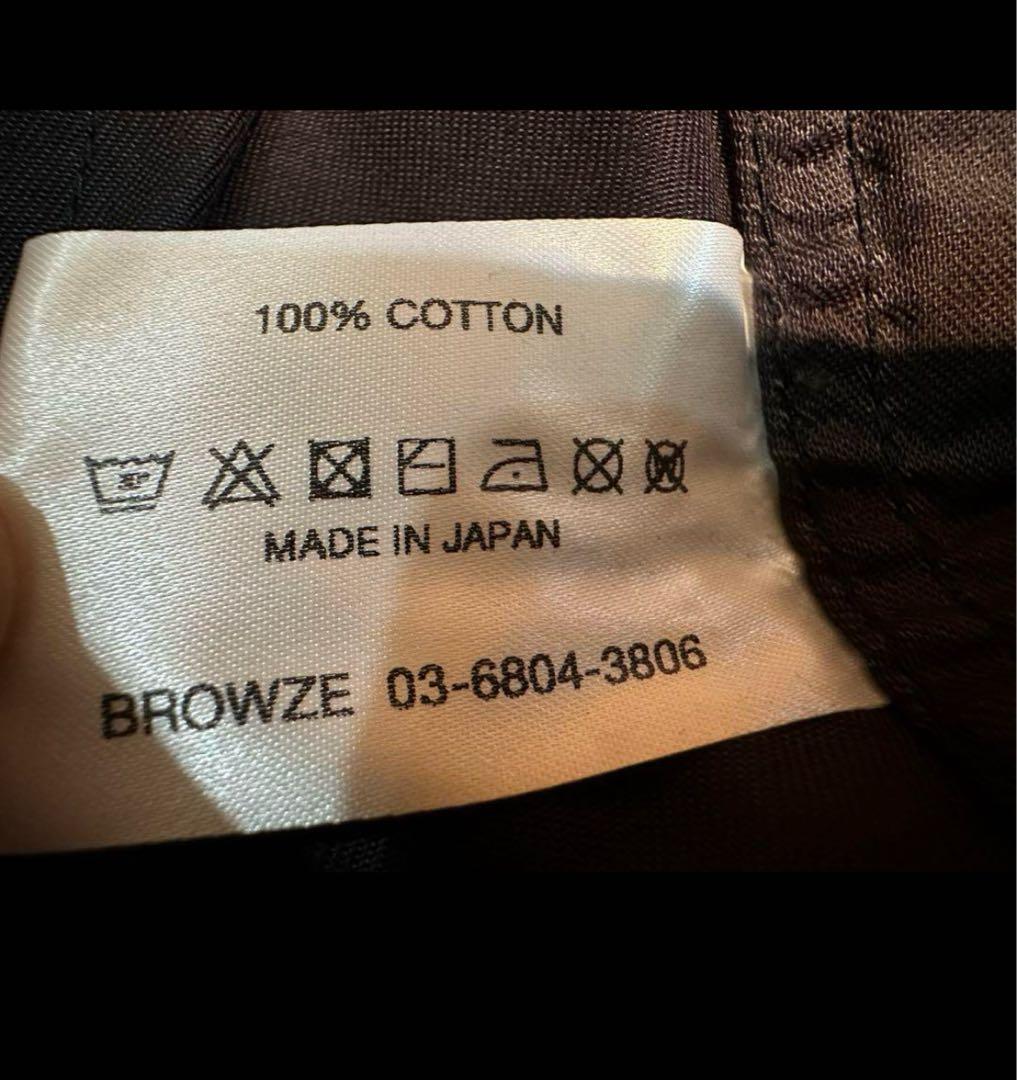 100% COTTON
MADE IN JAPAN
BROWZE 03-6804-3806